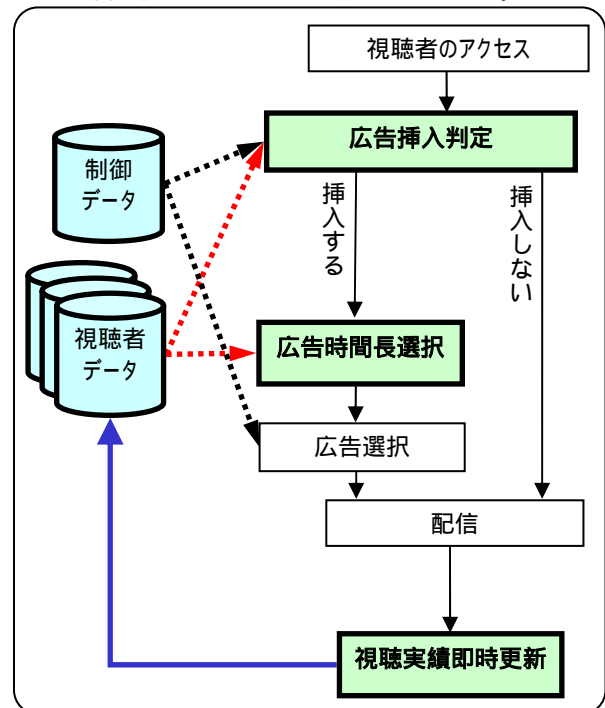 視聴者のアクセス
広告挿入判定
制御
データ
挿入する
挿入しない
視聴者
データ
広告時間長選択
広告選択
配信
視聴実績即時更新